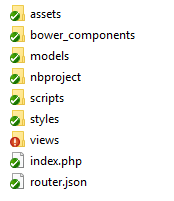 assets
bower_components
models
nbproject
scripts
styles
views
index.php
router.json